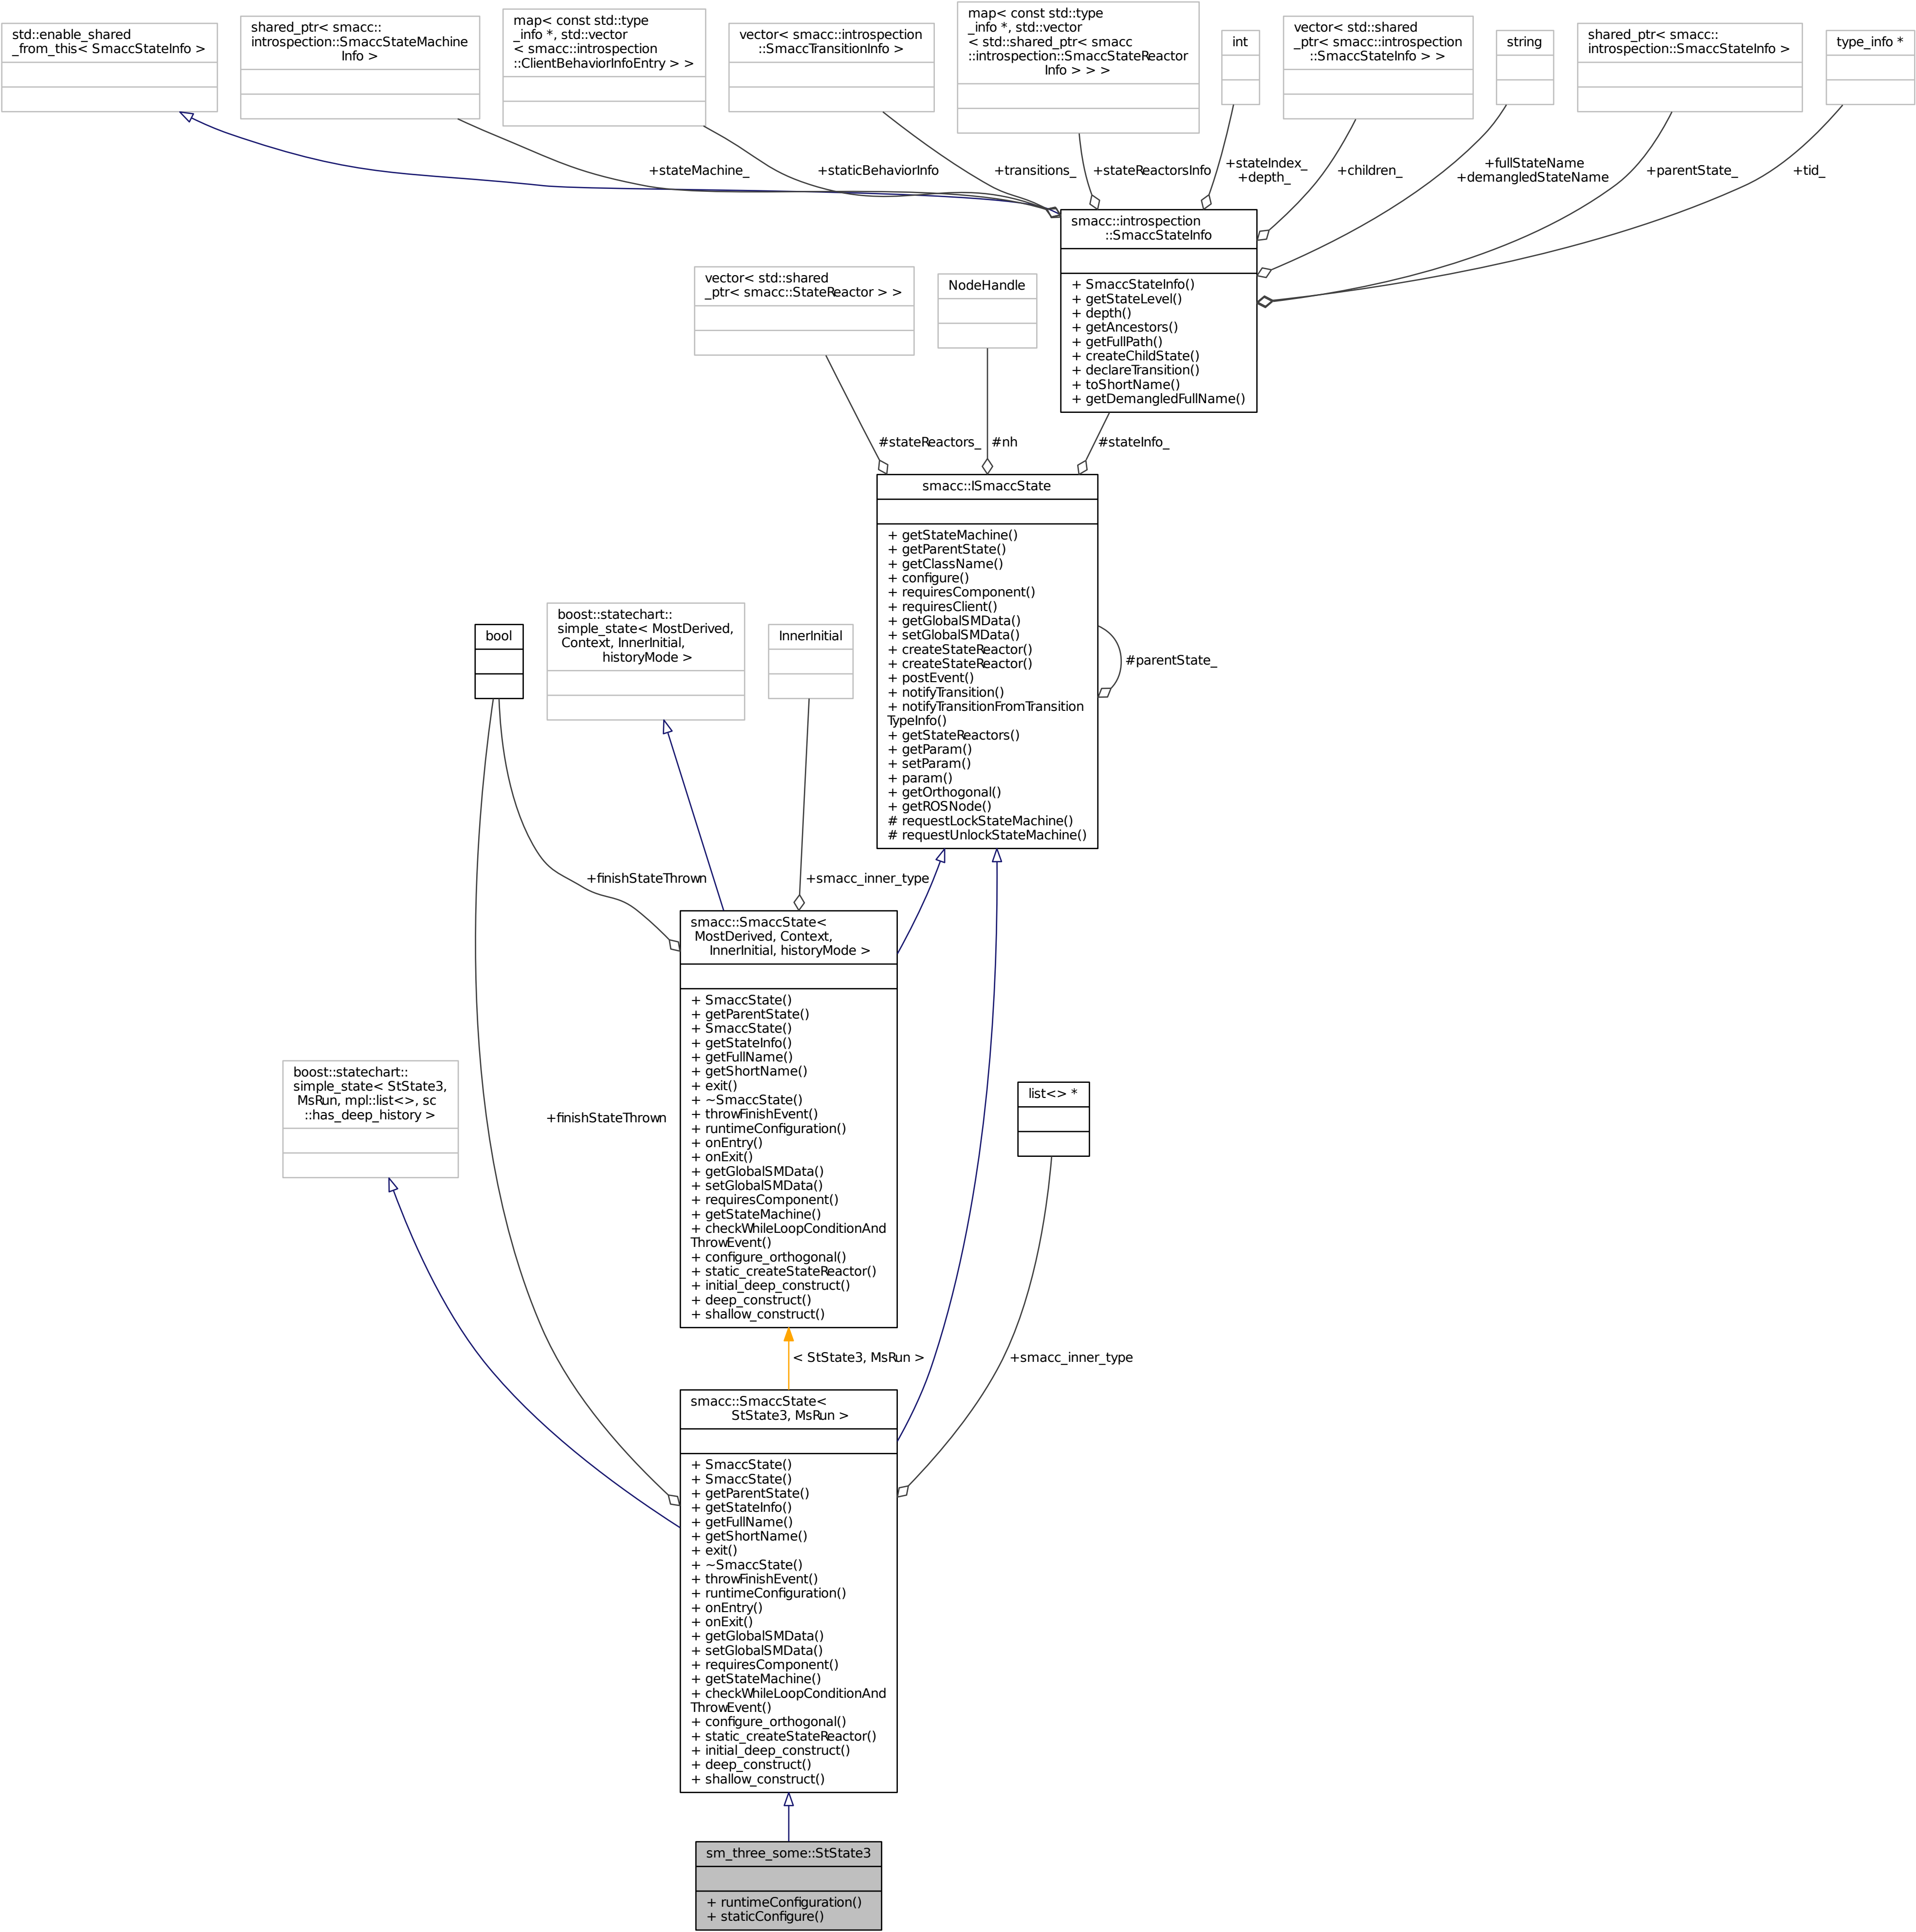 std::enable_shared
_from_this< SmaccStateInfo >
shared_ptr< smacc::
introspection::SmaccStateMachine
Info >
map< const std::type
_info *, std::vector
< smacc::introspection
::ClientBehaviorInfoEntry > >
vector< smacc::introspection
::SmaccTransitionInfo >
map< const std::type
_info *, std::vector
< std::shared_ptr< smacc
::introspection::SmaccStateReactor
Info > > >
int
vector< std::shared
_ptr< smacc::introspection
::SmaccStateInfo > >
string
shared_ptr< smacc::
introspection::SmaccStateInfo >
type_info *
+stateMachine_
+staticBehaviorInfo
+transitions_
+stateReactorsInfo
+stateIndex_
+depth_
+children_
+fullStateName
+demangledStateName
+parentState_
+tid_
smacc::introspection
::SmaccStateInfo
+ SmaccStateInfo()
+ getStateLevel()
+ depth()
+ getAncestors()
+ getFullPath()
+ createChildState()
+ declareTransition()
+ toShortName()
+ getDemangledFullName()
vector< std::shared
_ptr< smacc::StateReactor > >
NodeHandle
#stateReactors_
#nh
#stateInfo_
smacc::ISmaccState
+ getStateMachine()
+ getParentState()
+ getClassName()
+ configure()
+ requiresComponent()
+ requiresClient()
+ getGlobalSMData()
+ setGlobalSMData()
+ createStateReactor()
+ createStateReactor()
+ postEvent()
+ notifyTransition()
+ notifyTransitionFromTransition
TypeInfo()
+ getStateReactors()
+ getParam()
+ setParam()
+ param()
+ getOrthogonal()
+ getROSNode()
# requestLockStateMachine()
# requestUnlockStateMachine()
#parentState_
bool
boost::statechart::
simple_state< MostDerived,
Context, InnerInitial,
historyMode >
InnerInitial
+finishStateThrown
+smacc_inner_type
smacc::SmaccState<
MostDerived, Context,
InnerInitial, historyMode >
+ SmaccState()
+ getParentState()
+ SmaccState()
+ getStateInfo()
+ getFullName()
+ getShortName()
+ exit()
+ ~SmaccState()
+ throwFinishEvent()
+ runtimeConfiguration()
+ onEntry()
+ onExit()
+ getGlobalSMData()
+ setGlobalSMData()
+ requiresComponent()
+ getStateMachine()
+ checkWhileLoopConditionAnd
ThrowEvent()
+ configure_orthogonal()
+ static_createStateReactor()
+ initial_deep_construct()
+ deep_construct()
+ shallow_construct()
boost::statechart::
simple_state< StState3,
MsRun, mpl::list<>, sc
::has_deep_history >
+finishStateThrown
list<> *
< StState3, MsRun >
+smacc_inner_type
smacc::SmaccState<
StState3, MsRun >
+ SmaccState()
+ SmaccState()
+ getParentState()
+ getStateInfo()
+ getFullName()
+ getShortName()
+ exit()
+ ~SmaccState()
+ throwFinishEvent()
+ runtimeConfiguration()
+ onEntry()
+ onExit()
+ getGlobalSMData()
+ setGlobalSMData()
+ requiresComponent()
+ getStateMachine()
+ checkWhileLoopConditionAnd
ThrowEvent()
+ configure_orthogonal()
+ static_createStateReactor()
+ initial_deep_construct()
+ deep_construct()
+ shallow_construct()
sm_three_some::StState3
+ runtimeConfiguration()
+ staticConfigure()